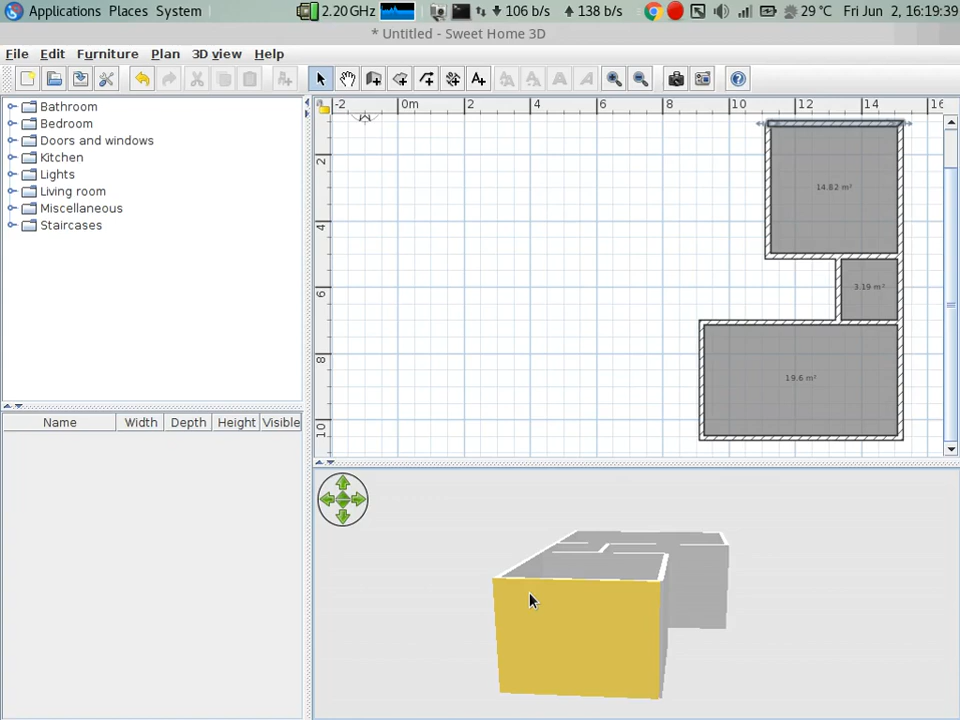 Applications Places System 2.20 GHz 106 b/s 138 b/s 29 °C Fri Jun 2, 16:19:39
* Untitled - Sweet Home 3D
File Edit Furniture Plan 3D view Help
-2 0m 2 4 6 8 10 12 14 16
Bathroom
Bedroom
Doors and windows
Kitchen
Lights
Living room
Miscellaneous
Staircases
2
4
6
8
10
14.82 m²
3.19 m²
19.6 m²
Name Width Depth Height Visible